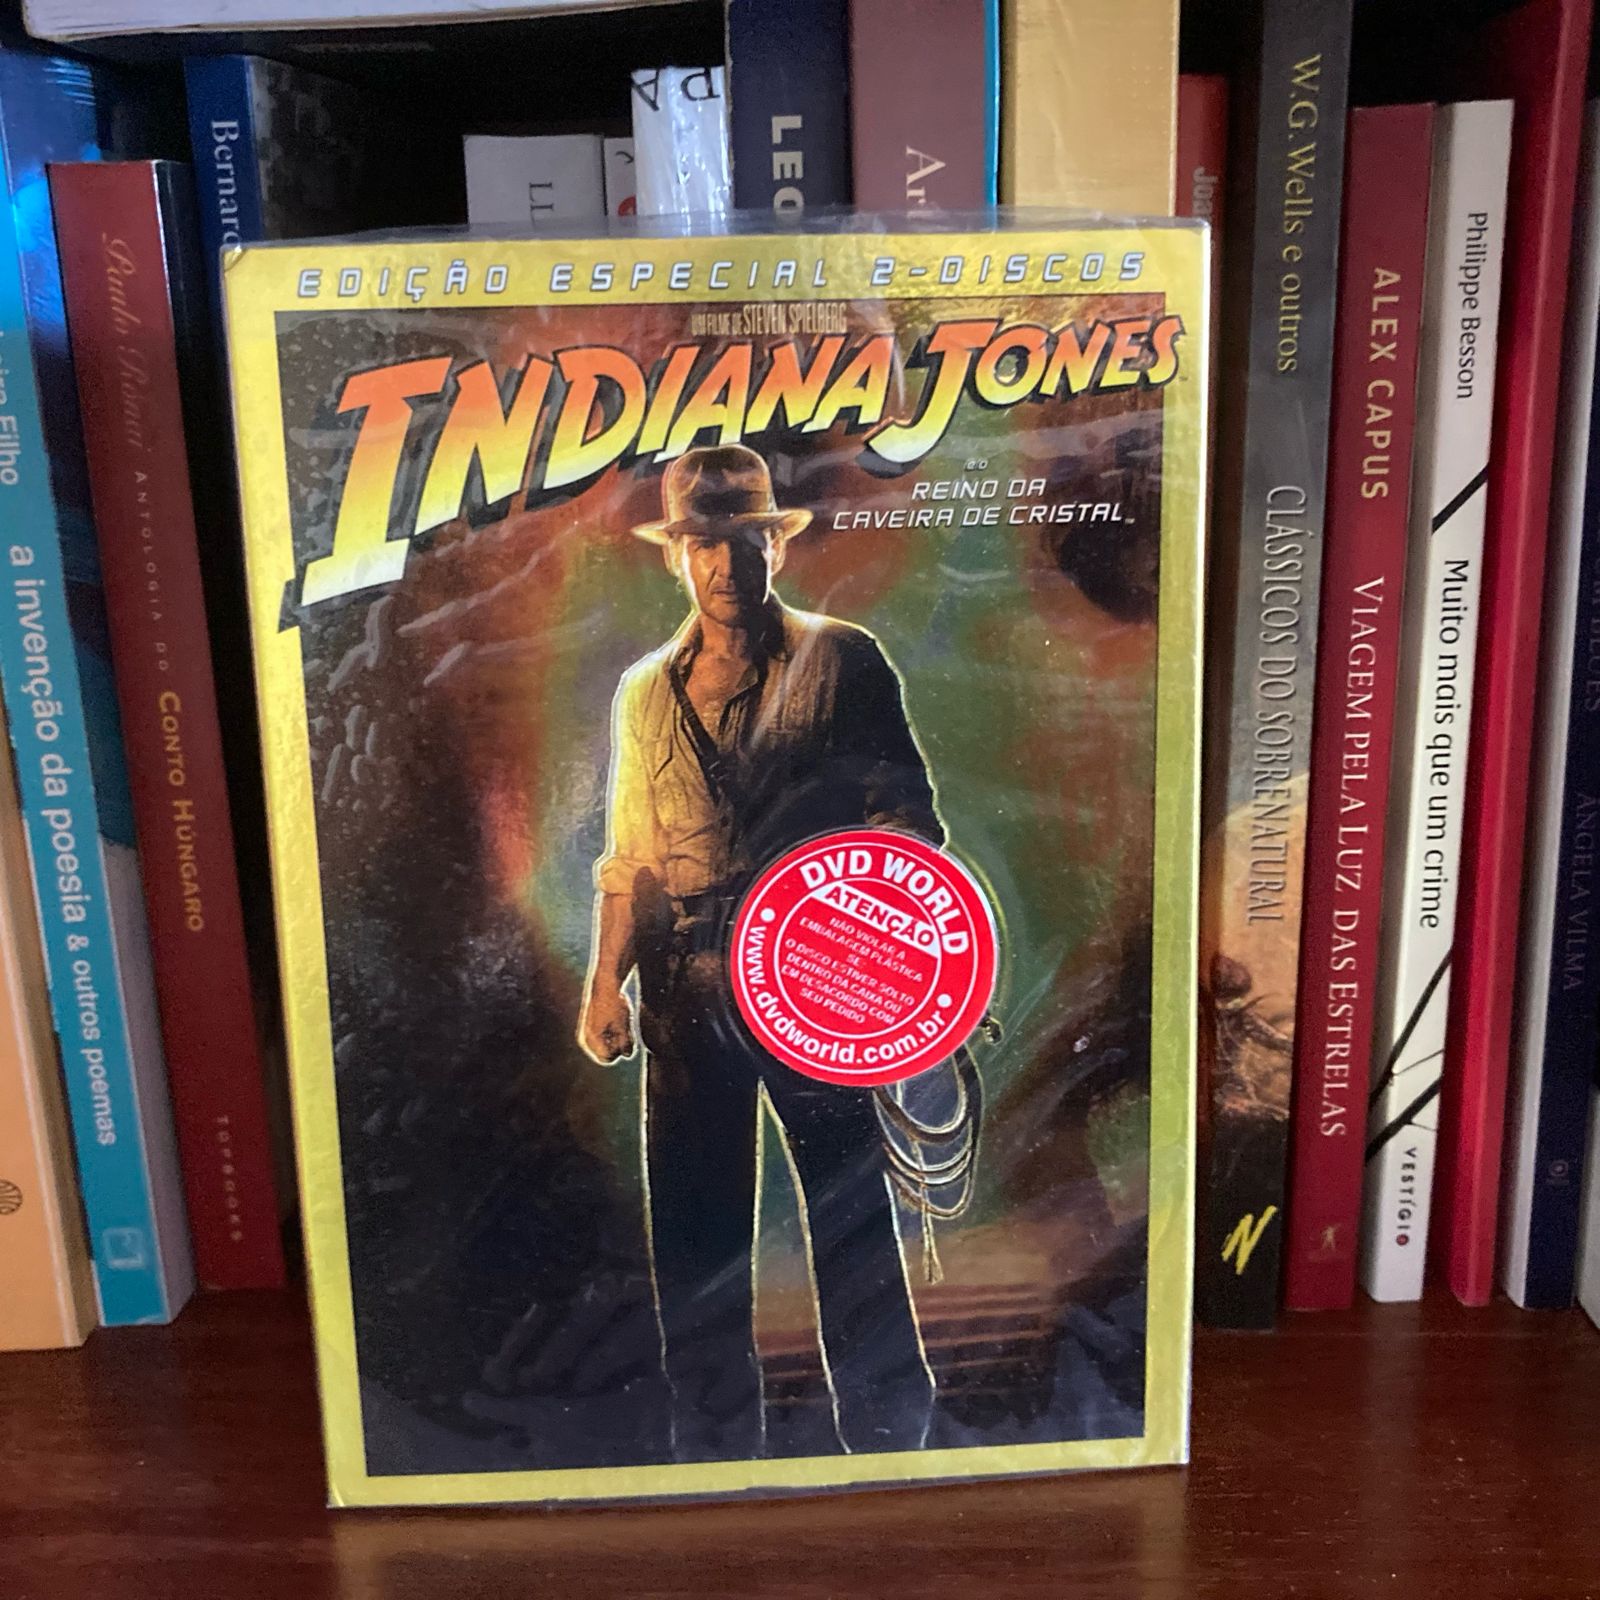 EDIÇÃO ESPECIAL 2-DISCOS
UM FILME DE STEVEN SPIELBERG
INDIANA JONES
E O
REINO DA
CAVEIRA DE CRISTAL™
DVD WORLD
ATENÇÃO
NÃO VIOLAR A
EMBALAGEM PLÁSTICA
SE:
O DISCO ESTIVER SOLTO
DENTRO DA CAIXA OU
EM DESACORDO COM
SEU PEDIDO
www.dvdworld.com.br
Filho
a invenção da poesia & outros poemas
Paulo Rónai
ANTOLOGIA DO
CONTO HÚNGARO
TOPBOOKS
W.G. Wells e outros
CLÁSSICOS DO SOBRENATURAL
ALEX CAPUS
VIAGEM PELA LUZ DAS ESTRELAS
Philippe Besson
Muito mais que um crime
VESTÍGIO
ANGELA VILMA